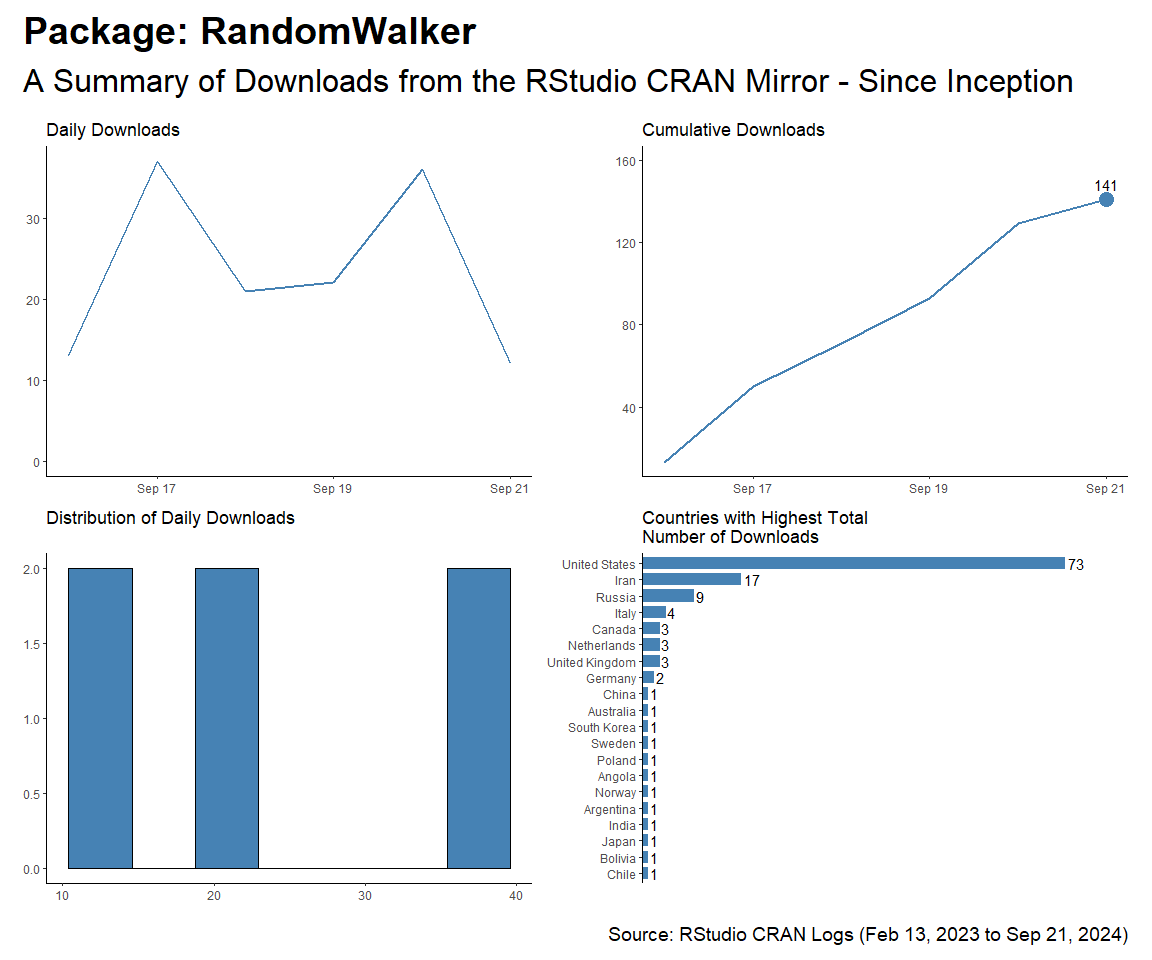 Package: RandomWalker
A Summary of Downloads from the RStudio CRAN Mirror - Since Inception
Daily Downloads
30
20
10
0
Sep 17 Sep 19 Sep 21
Cumulative Downloads
160
120
80
40
141
Sep 17 Sep 19 Sep 21
Distribution of Daily Downloads
2.0
1.5
1.0
0.5
0.0
10 20 30 40
Countries with Highest Total
Number of Downloads
United States 73
Iran 17
Russia 9
Italy 4
Canada 3
Netherlands 3
United Kingdom 3
Germany 2
China 1
Australia 1
South Korea 1
Sweden 1
Poland 1
Angola 1
Norway 1
Argentina 1
India 1
Japan 1
Bolivia 1
Chile 1
Source: RStudio CRAN Logs (Feb 13, 2023 to Sep 21, 2024)